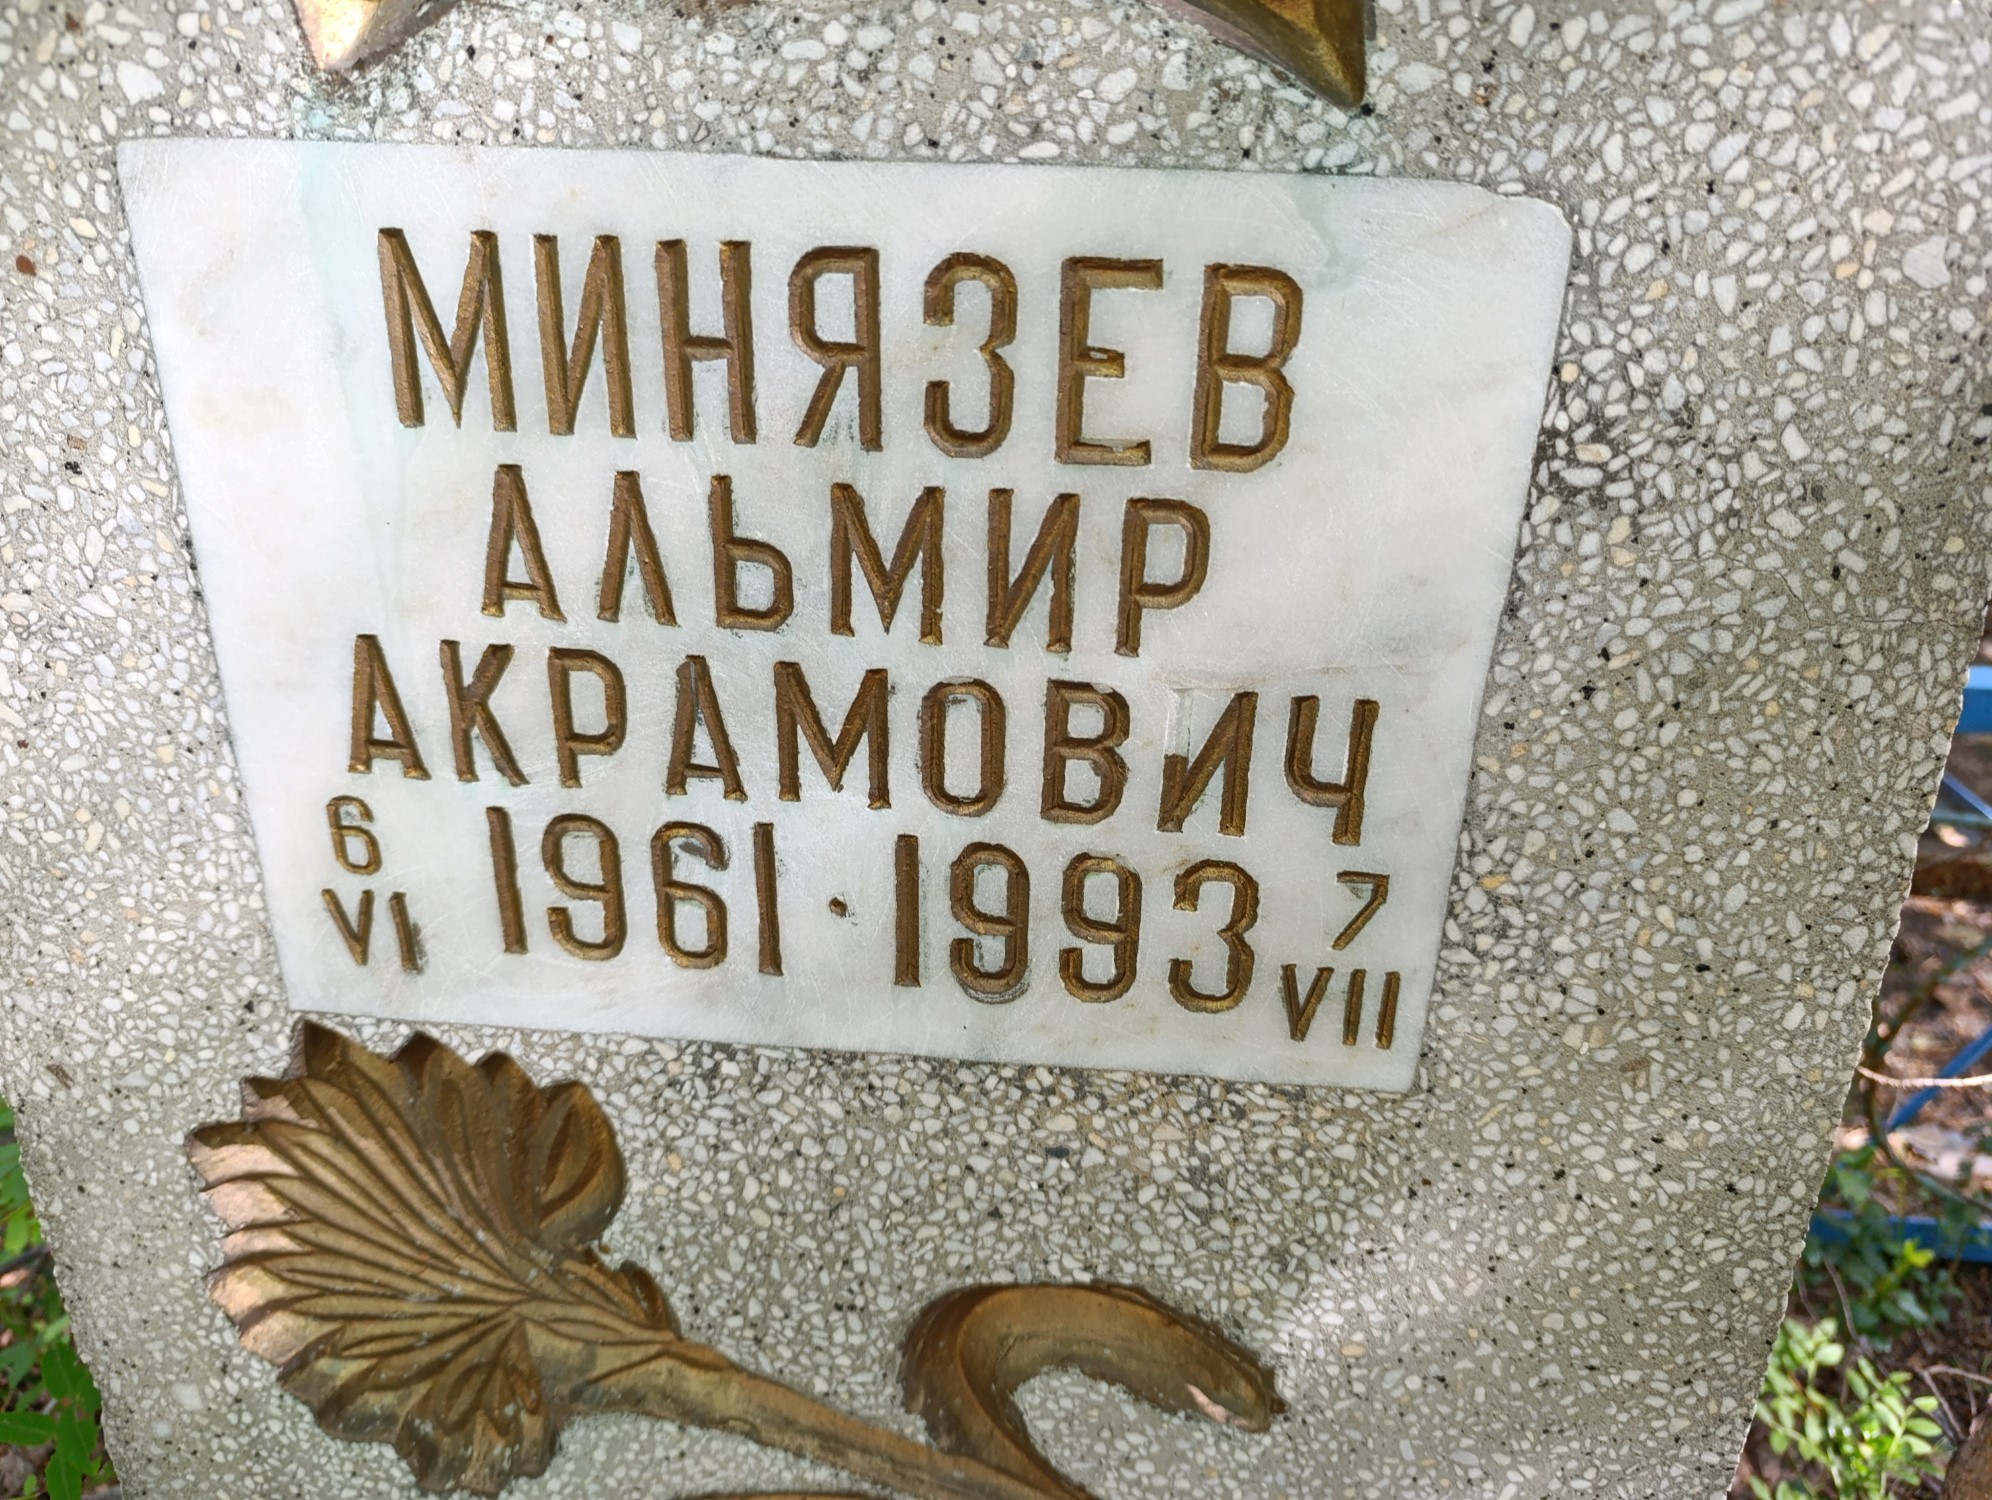 МИНЯЗЕВ
АЛЬМИР
АКРАМОВИЧ
6 1961 · 1993 7
VI VII